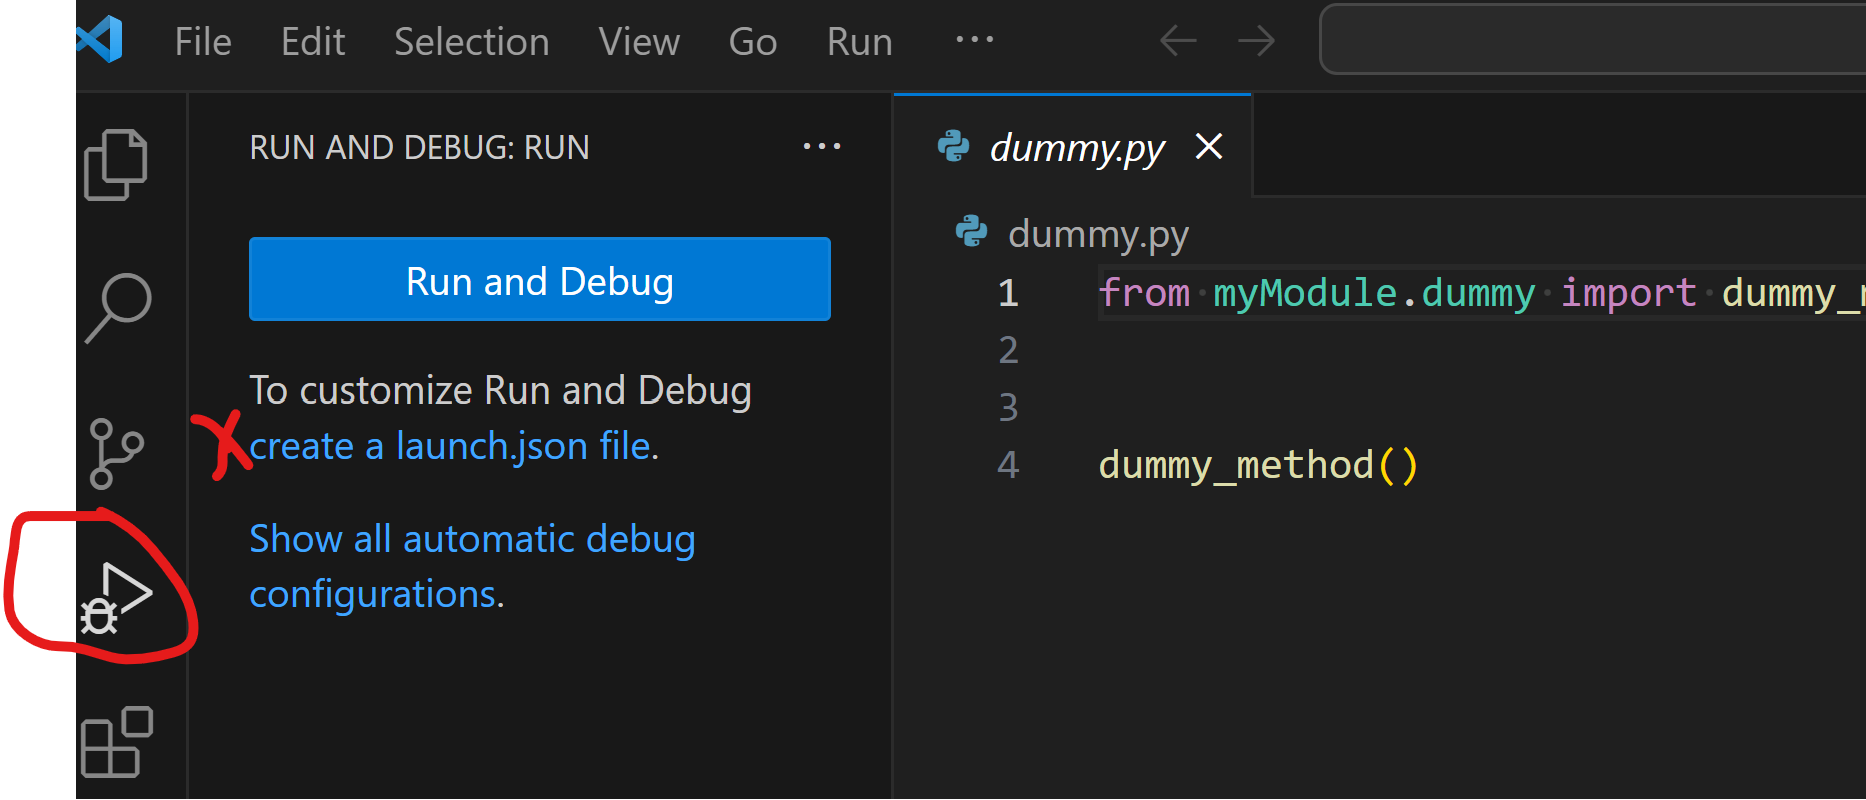 File Edit Selection View Go Run ···
RUN AND DEBUG: RUN ···
Run and Debug
To customize Run and Debug
create a launch.json file.
Show all automatic debug
configurations.
dummy.py
dummy.py
1 from myModule.dummy import dummy_
2
3
4 dummy_method()